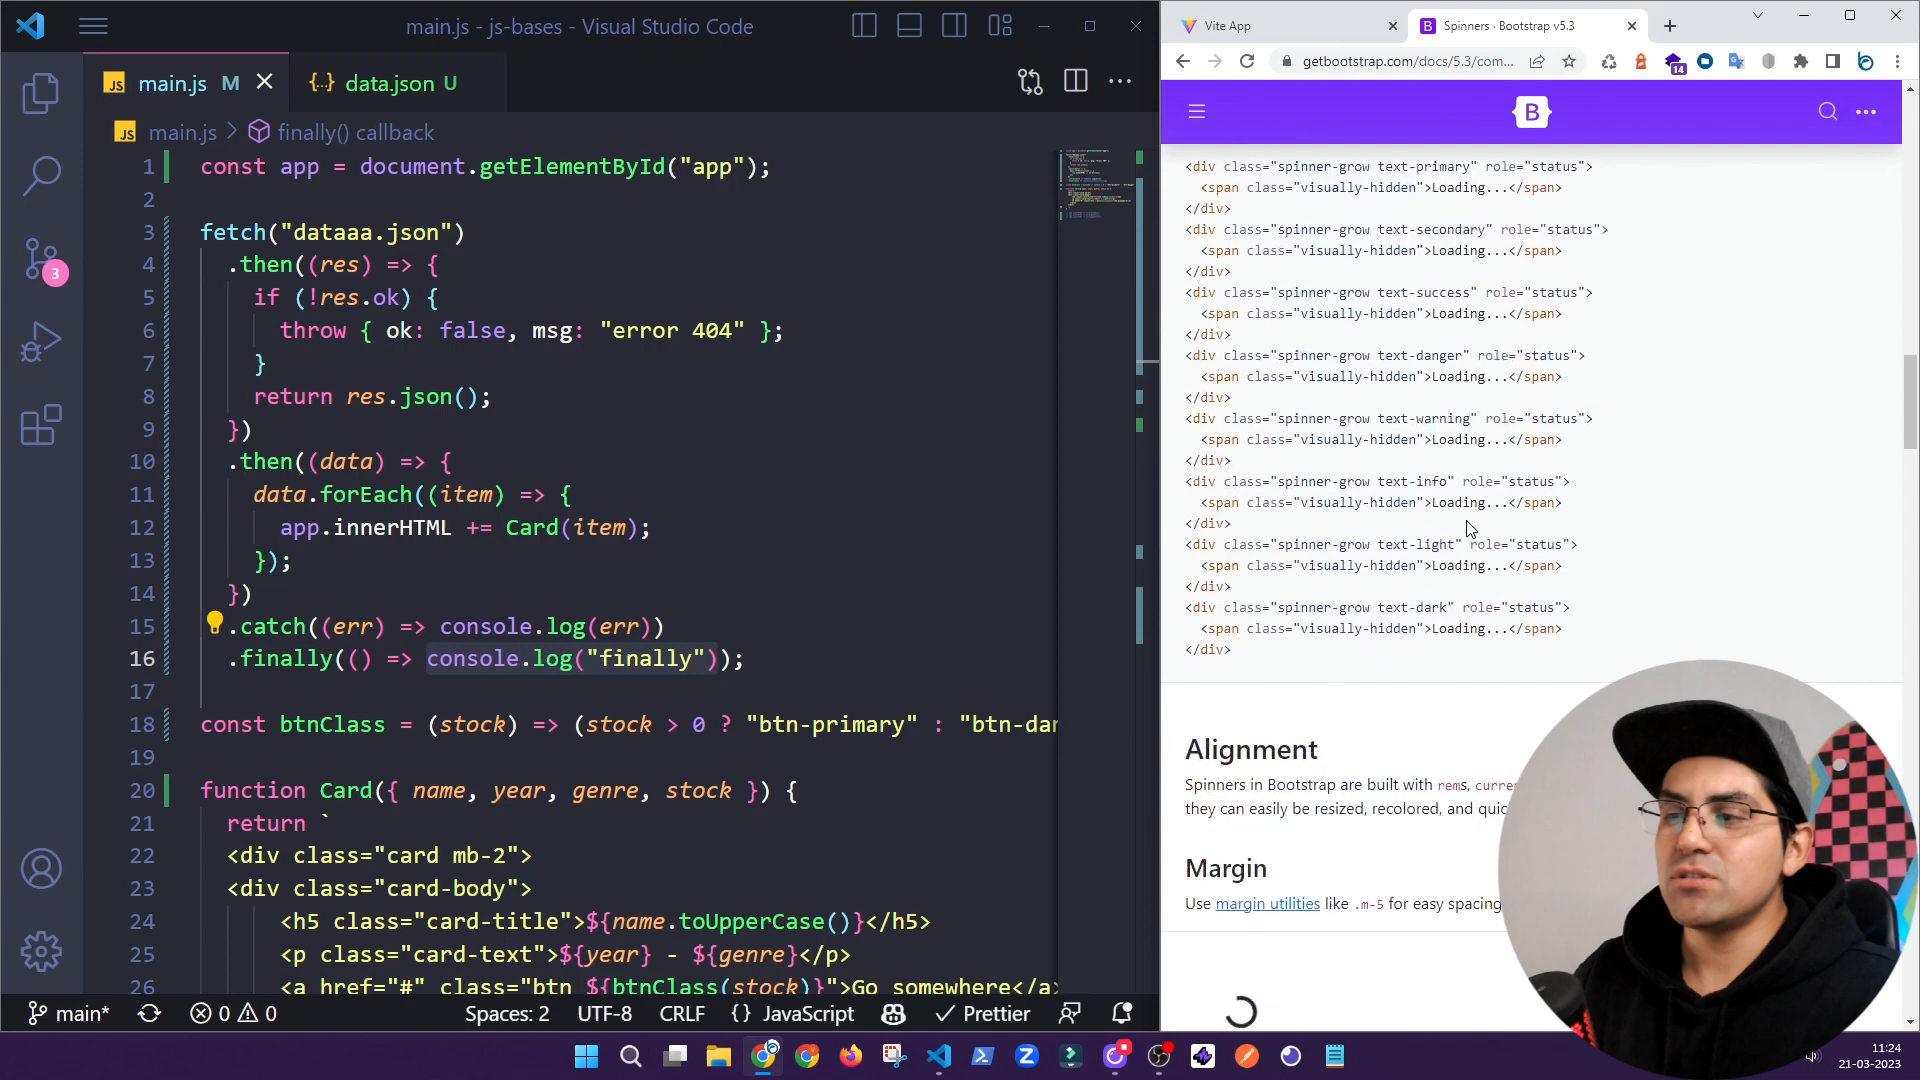 main.js - js-bases - Visual Studio Code
JS main.js M
{..} data.json U
JS main.js > finally() callback
1 const app = document.getElementById("app");
2
3 fetch("dataaa.json")
4 .then((res) => {
5 if (!res.ok) {
6 throw { ok: false, msg: "error 404" };
7 }
8 return res.json();
9 })
10 .then((data) => {
11 data.forEach((item) => {
12 app.innerHTML += Card(item);
13 });
14 })
15 .catch((err) => console.log(err))
16 .finally(() => console.log("finally"));
17
18 const btnClass = (stock) => (stock > 0 ? "btn-primary" : "btn-dan
19
20 function Card({ name, year, genre, stock }) {
21 return `
22 <div class="card mb-2">
23 <div class="card-body">
24 <h5 class="card-title">${name.toUpperCase()}</h5>
25 <p class="card-text">${year} - ${genre}</p>
26 <a href="#" class="btn ${btnClass(stock)}">Go somewhere</a>
3
main*
0 0
Spaces: 2
UTF-8
CRLF
{} JavaScript
Prettier
Vite App
B Spinners · Bootstrap v5.3
getbootstrap.com/docs/5.3/com...
14
B
<div class="spinner-grow text-primary" role="status">
<span class="visually-hidden">Loading...</span>
</div>
<div class="spinner-grow text-secondary" role="status">
<span class="visually-hidden">Loading...</span>
</div>
<div class="spinner-grow text-success" role="status">
<span class="visually-hidden">Loading...</span>
</div>
<div class="spinner-grow text-danger" role="status">
<span class="visually-hidden">Loading...</span>
</div>
<div class="spinner-grow text-warning" role="status">
<span class="visually-hidden">Loading...</span>
</div>
<div class="spinner-grow text-info" role="status">
<span class="visually-hidden">Loading...</span>
</div>
<div class="spinner-grow text-light" role="status">
<span class="visually-hidden">Loading...</span>
</div>
<div class="spinner-grow text-dark" role="status">
<span class="visually-hidden">Loading...</span>
</div>
Alignment
Spinners in Bootstrap are built with rems, curre
they can easily be resized, recolored, and quic
Margin
Use margin utilities like .m-5 for easy spacing
11:24
21-03-2023